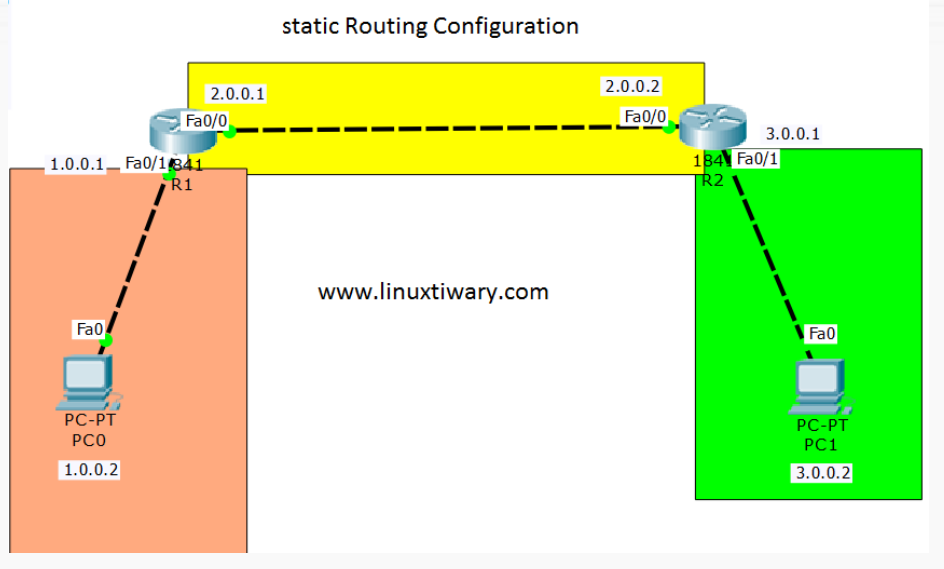 static Routing Configuration
2.0.0.1
2.0.0.2
Fa0/0
Fa0/0
3.0.0.1
1.0.0.1
Fa0/1
1841
R1
184
Fa0/1
R2
www.linuxtiwary.com
Fa0
Fa0
PC-PT
PC0
1.0.0.2
PC-PT
PC1
3.0.0.2